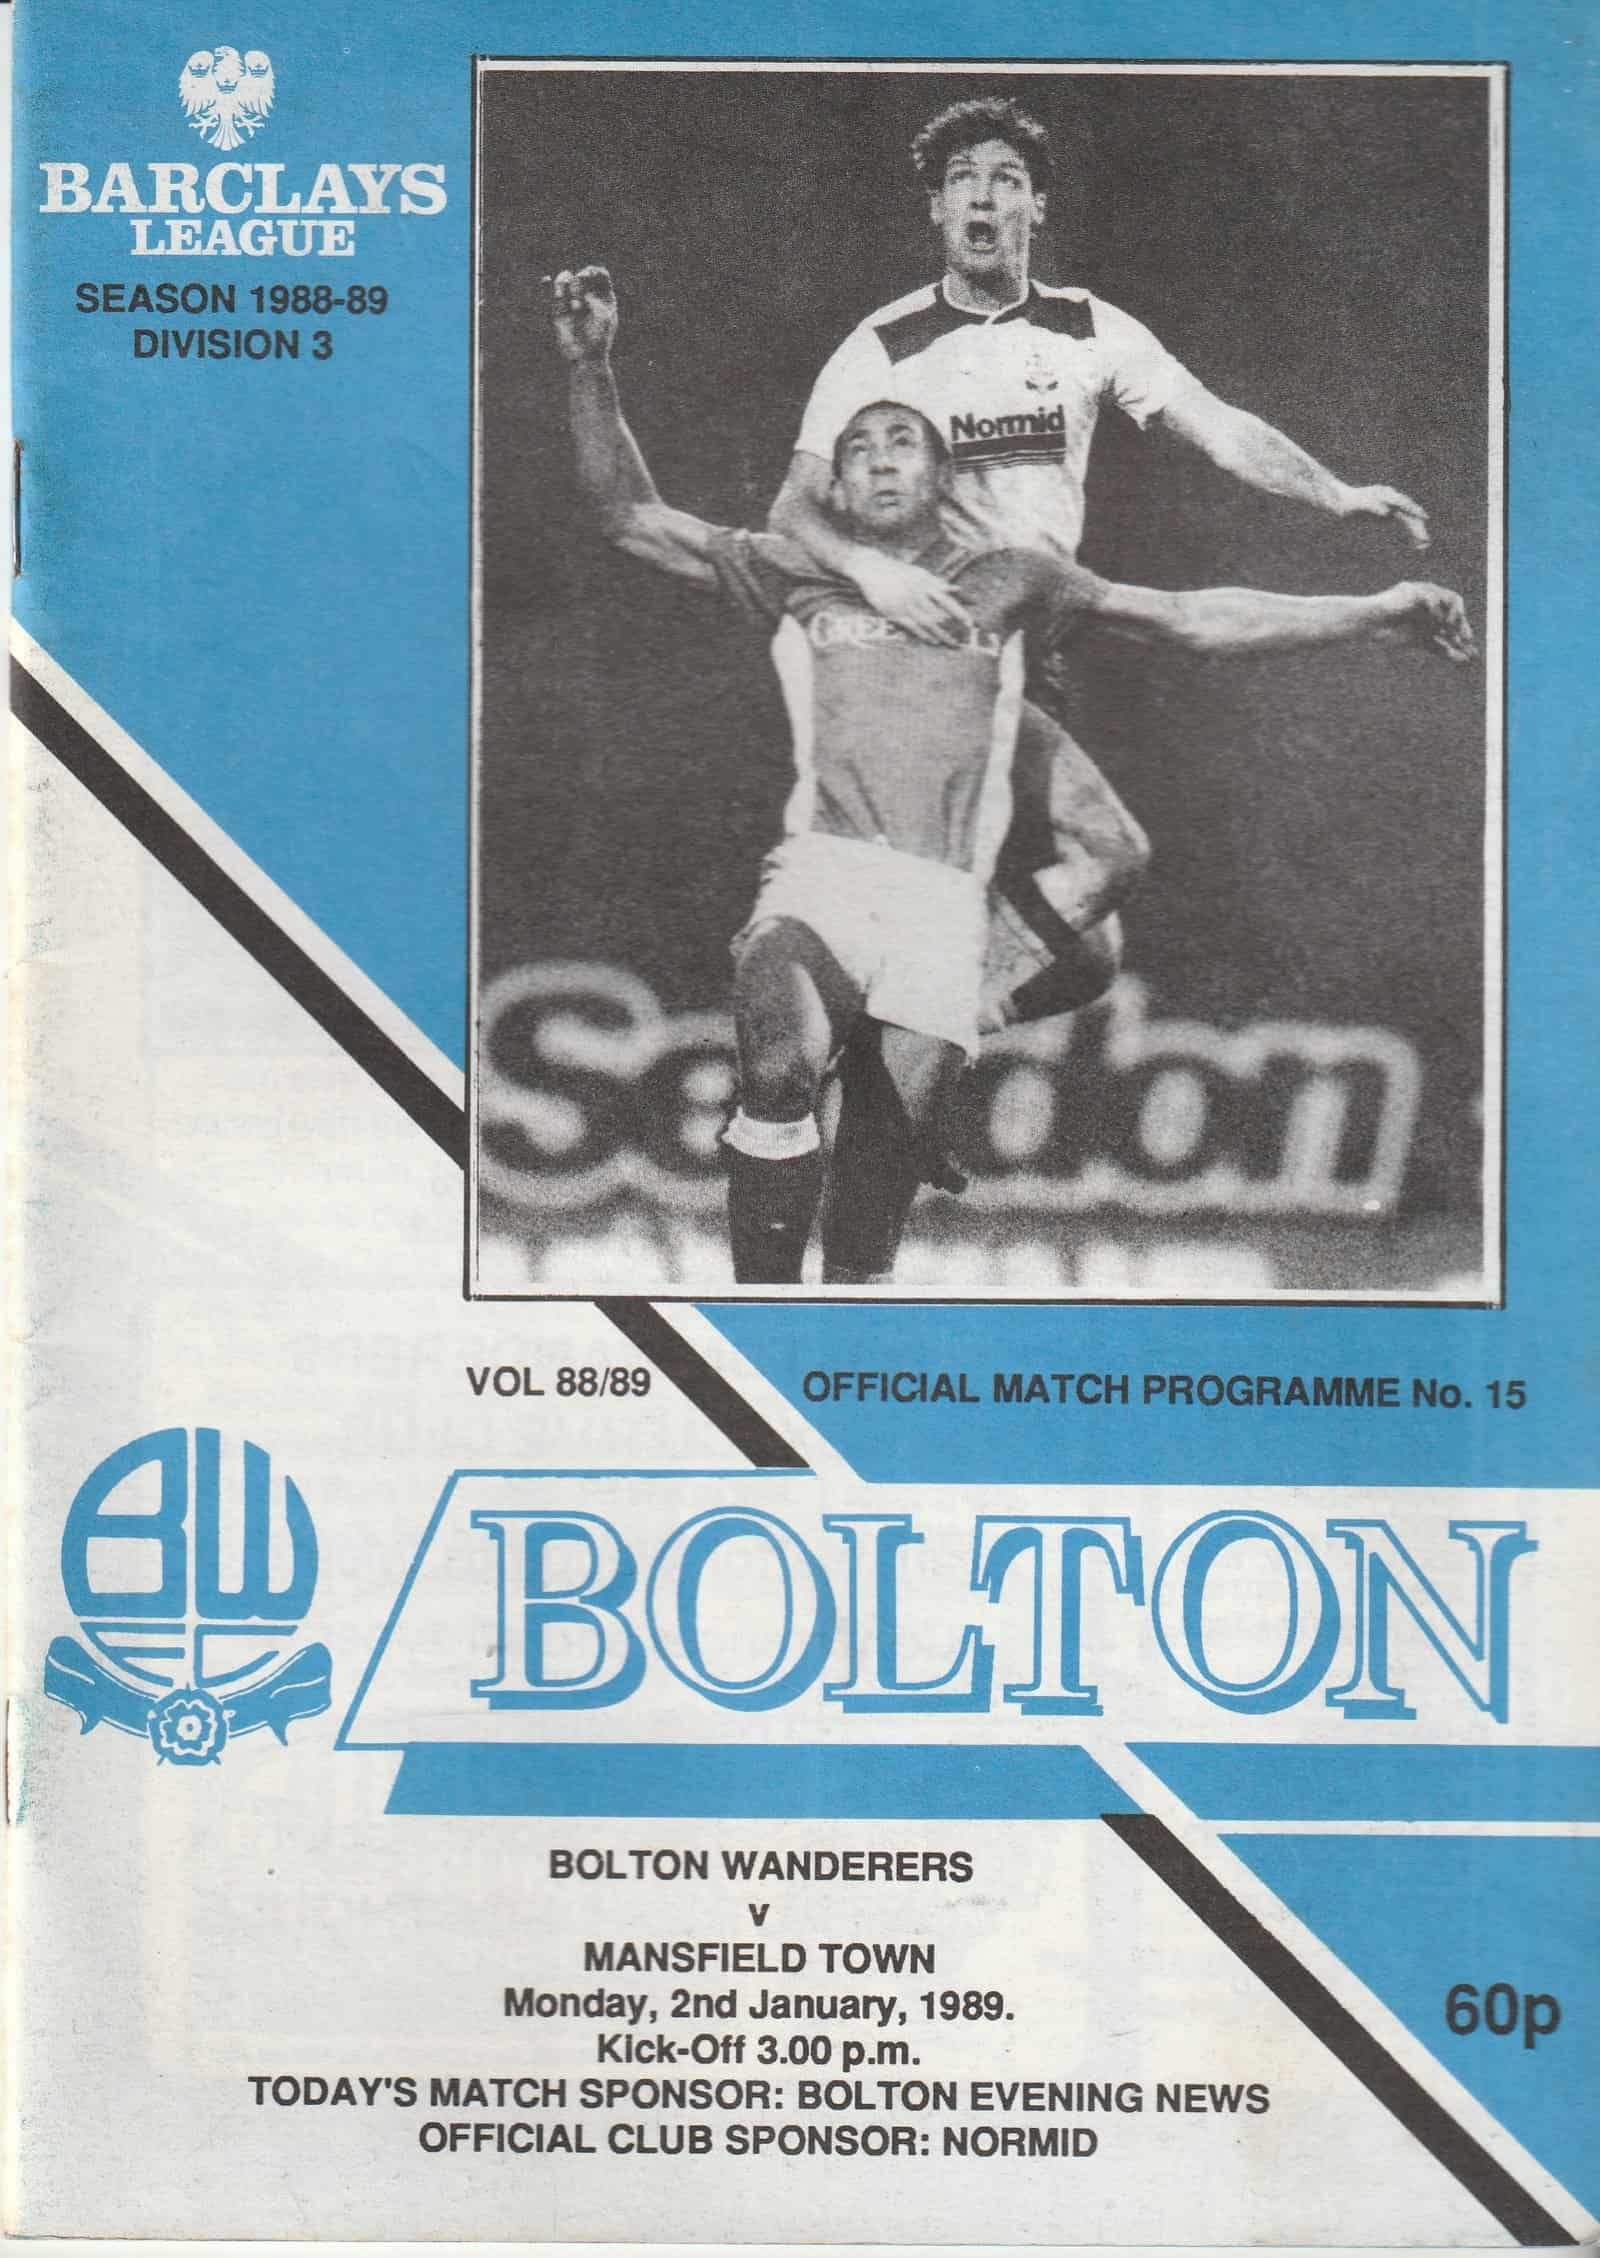 BARCLAYS
LEAGUE
SEASON 1988-89
DIVISION 3
Normid
VOL 88/89
OFFICIAL MATCH PROGRAMME No. 15
BW
FC
BOLTON
BOLTON WANDERERS
v
MANSFIELD TOWN
Monday, 2nd January, 1989.
Kick-Off 3.00 p.m.
60p
TODAY'S MATCH SPONSOR: BOLTON EVENING NEWS
OFFICIAL CLUB SPONSOR: NORMID